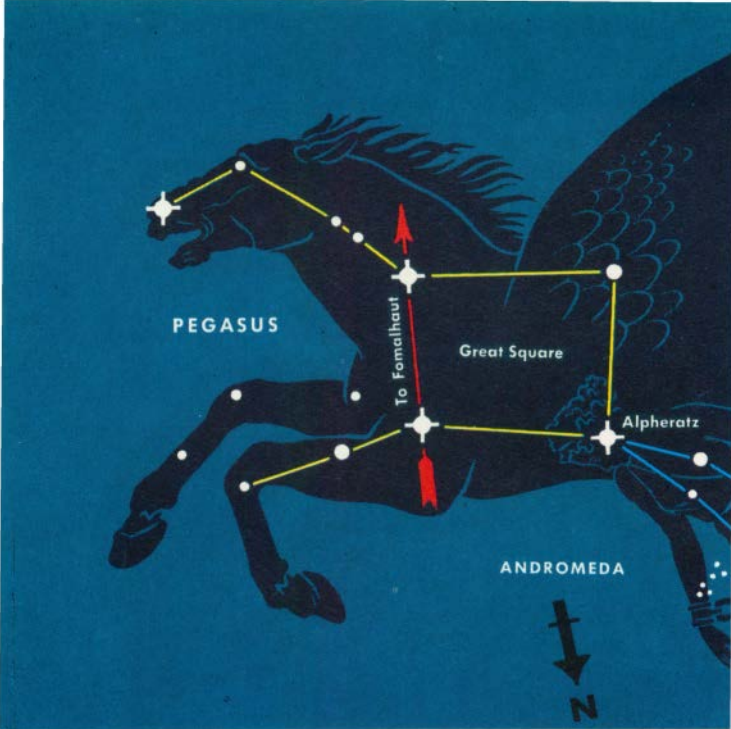 PEGASUS
To Fomalhaut
Great Square
Alpheratz
ANDROMEDA
N